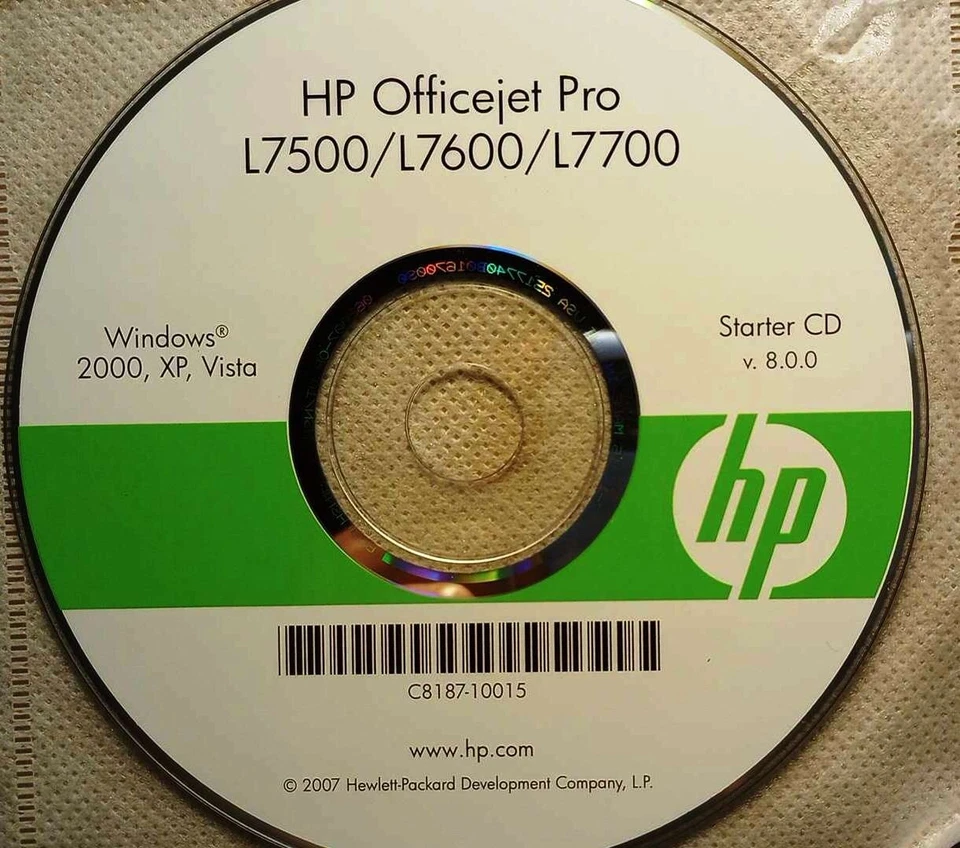 HP Officejet Pro
L7500/L7600/L7700
Windows®
2000, XP, Vista
Starter CD
v. 8.0.0
hp
C8187-10015
www.hp.com
© 2007 Hewlett-Packard Development Company, L.P.